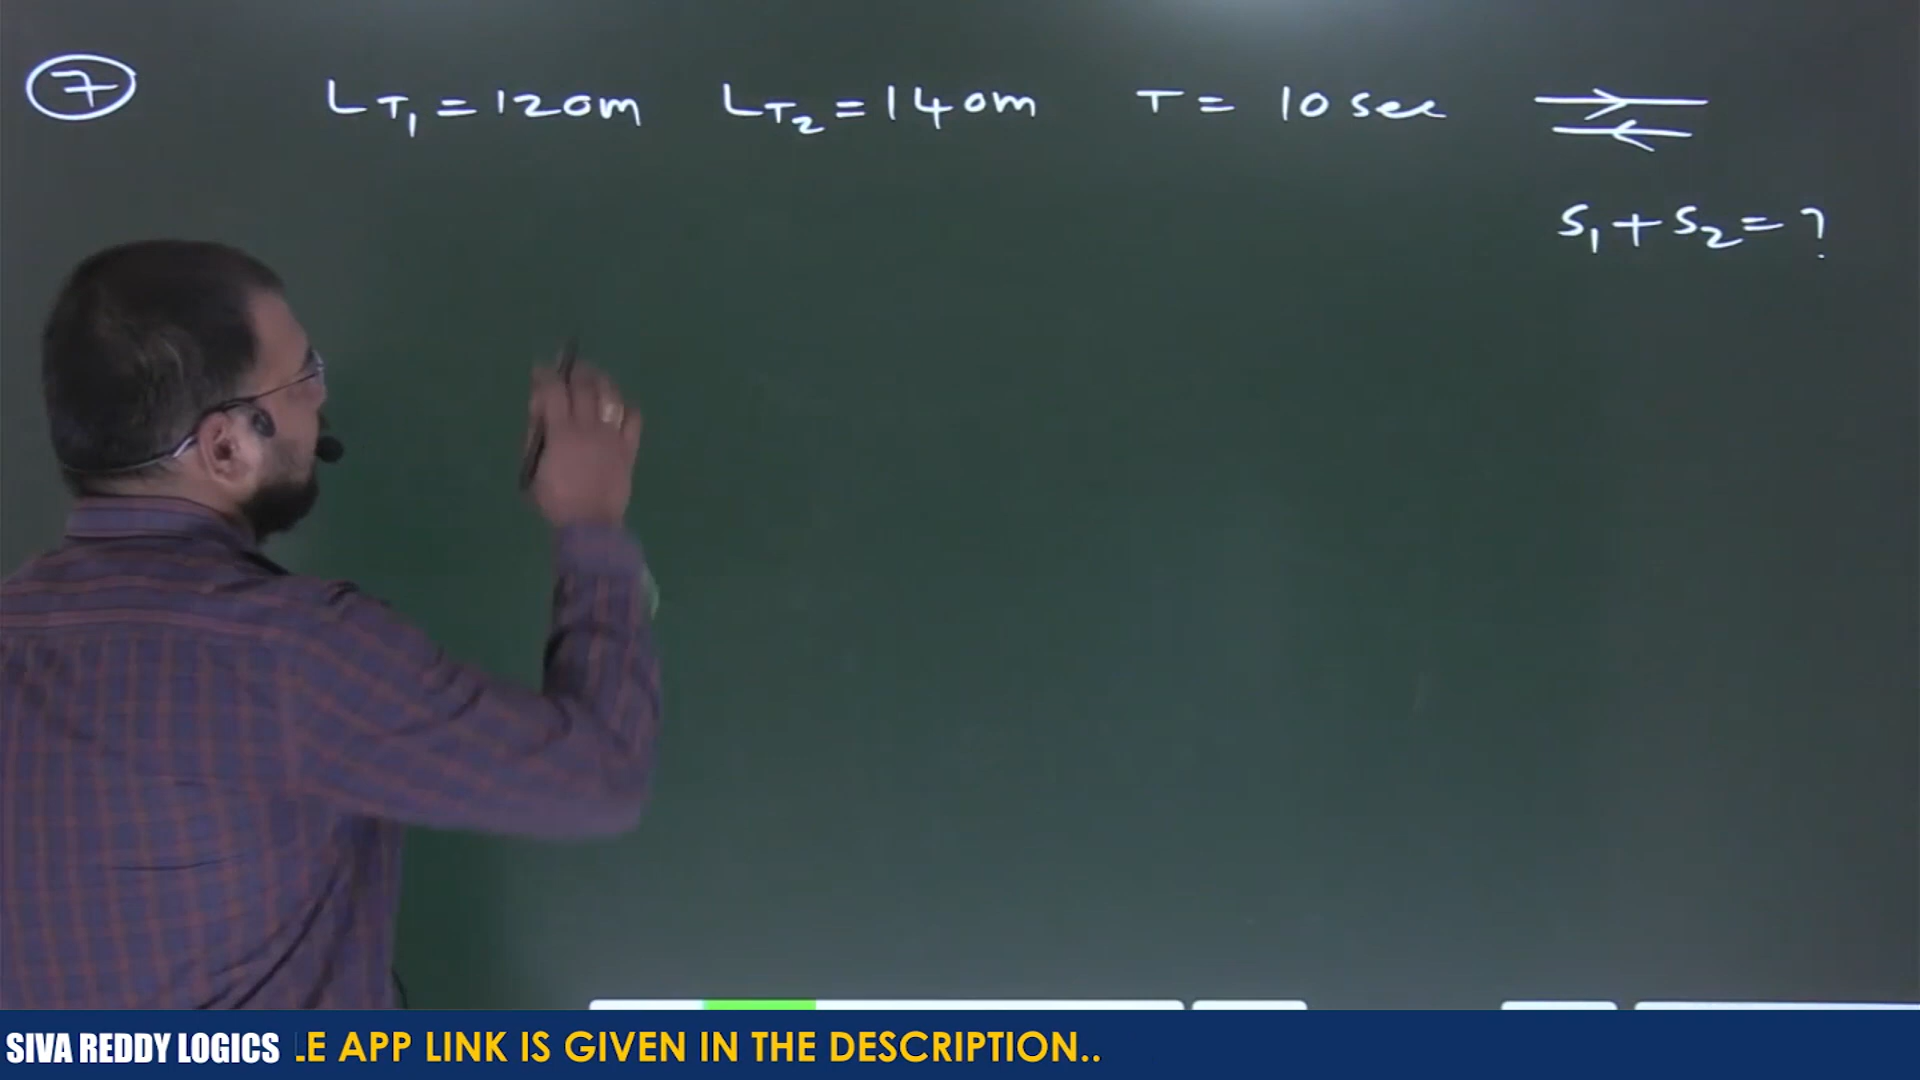 7 LT₁ = 120m LT₂ = 140m T = 10 sec
S₁ + S₂ = ?
SIVA REDDY LOGICS .E APP LINK IS GIVEN IN THE DESCRIPTION..